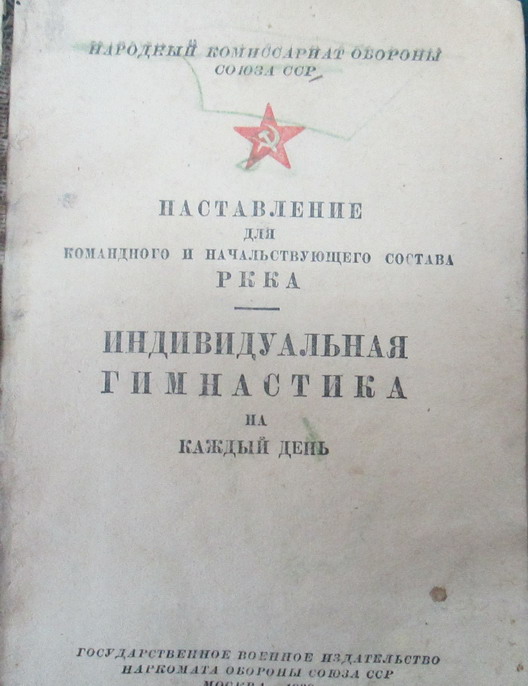 НАРОДНЫЙ КОМИССАРИАТ ОБОРОНЫ
СОЮЗА ССР
НАСТАВЛЕНИЕ
ДЛЯ
КОМАНДНОГО И НАЧАЛЬСТВУЮЩЕГО СОСТАВА
РККА
ИНДИВИДУАЛЬНАЯ
ГИМНАСТИКА
НА
КАЖДЫЙ ДЕНЬ
ГОСУДАРСТВЕННОЕ ВОЕННОЕ ИЗДАТЕЛЬСТВО
НАРКОМАТА ОБОРОНЫ СОЮЗА ССР
МОСКВА